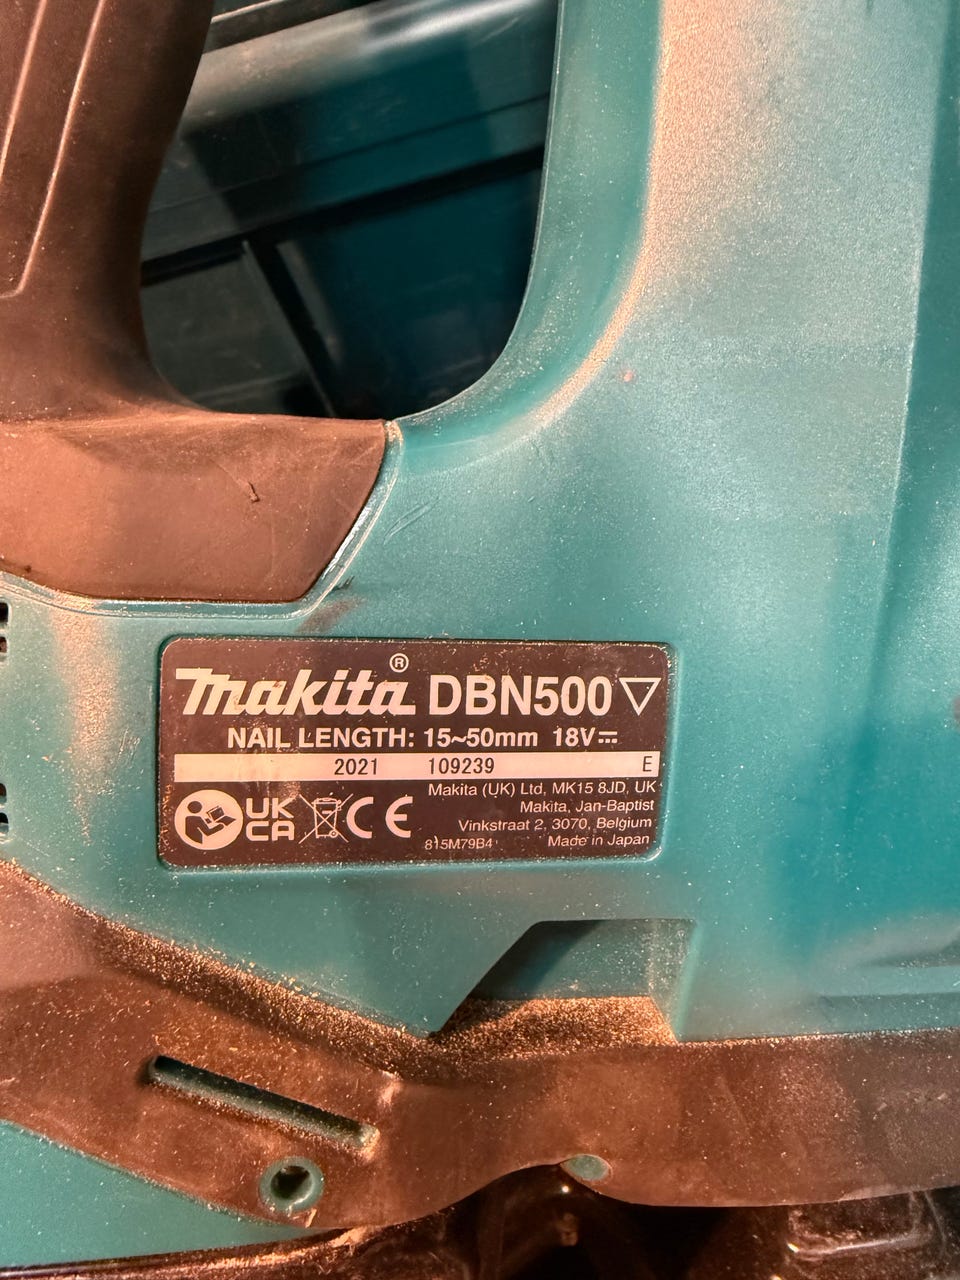 makita® DBN500
NAIL LENGTH: 15~50mm 18V
2021 109239 E
Makita (UK) Ltd, MK15 8JD, UK
Makita, Jan-Baptist
Vinkstraat 2, 3070, Belgium
815M79B4 Made in Japan
UK
CA
CE